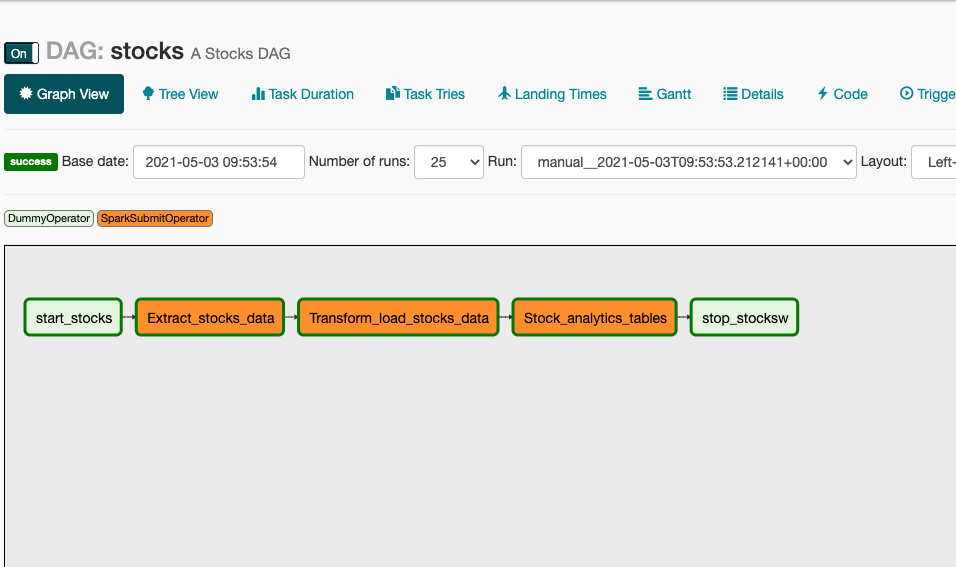 On DAG: stocks A Stocks DAG
Graph View Tree View Task Duration Task Tries Landing Times Gantt Details Code Trigge
success Base date: 2021-05-03 09:53:54 Number of runs: 25 Run: manual__2021-05-03T09:53:53.212141+00:00 Layout: Left-
DummyOperator SparkSubmitOperator
start_stocks Extract_stocks_data Transform_load_stocks_data Stock_analytics_tables stop_stocksw